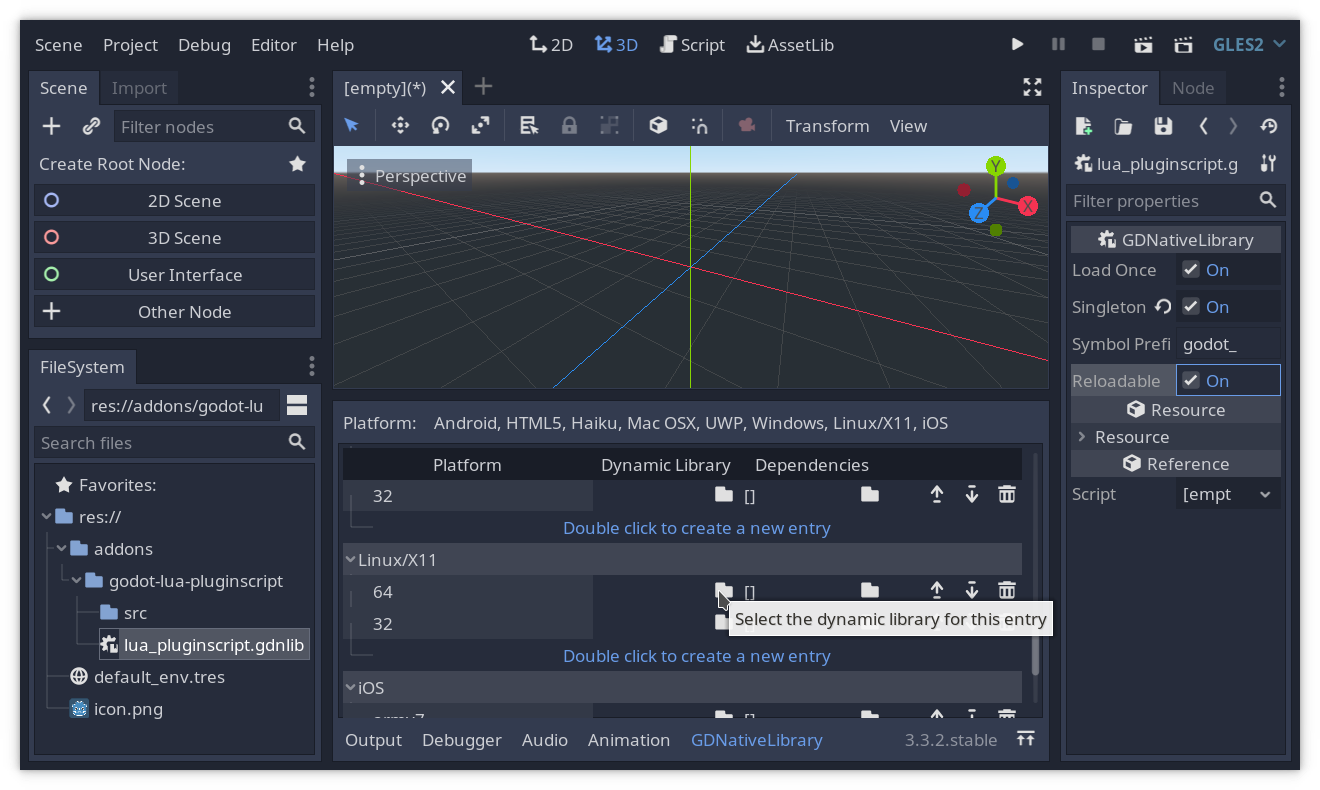 Scene Project Debug Editor Help 2D 3D Script AssetLib GLES2
Scene Import
Filter nodes
Create Root Node:
2D Scene
3D Scene
User Interface
Other Node
FileSystem
res://addons/godot-lu
Search files
Favorites:
res://
addons
godot-lua-pluginscript
src
lua_pluginscript.gdnlib
default_env.tres
icon.png
[empty](*)
Transform View
Perspective
Y
X
Z
Platform: Android, HTML5, Haiku, Mac OSX, UWP, Windows, Linux/X11, iOS
Platform Dynamic Library Dependencies
32 []
Double click to create a new entry
Linux/X11
64 []
Select the dynamic library for this entry
32
Double click to create a new entry
iOS
armv7 []
Output Debugger Audio Animation GDNativeLibrary 3.3.2.stable
Inspector Node
lua_pluginscript.g
Filter properties
GDNativeLibrary
Load Once On
Singleton On
Symbol Prefi godot_
Reloadable On
Resource
Resource
Reference
Script [empt